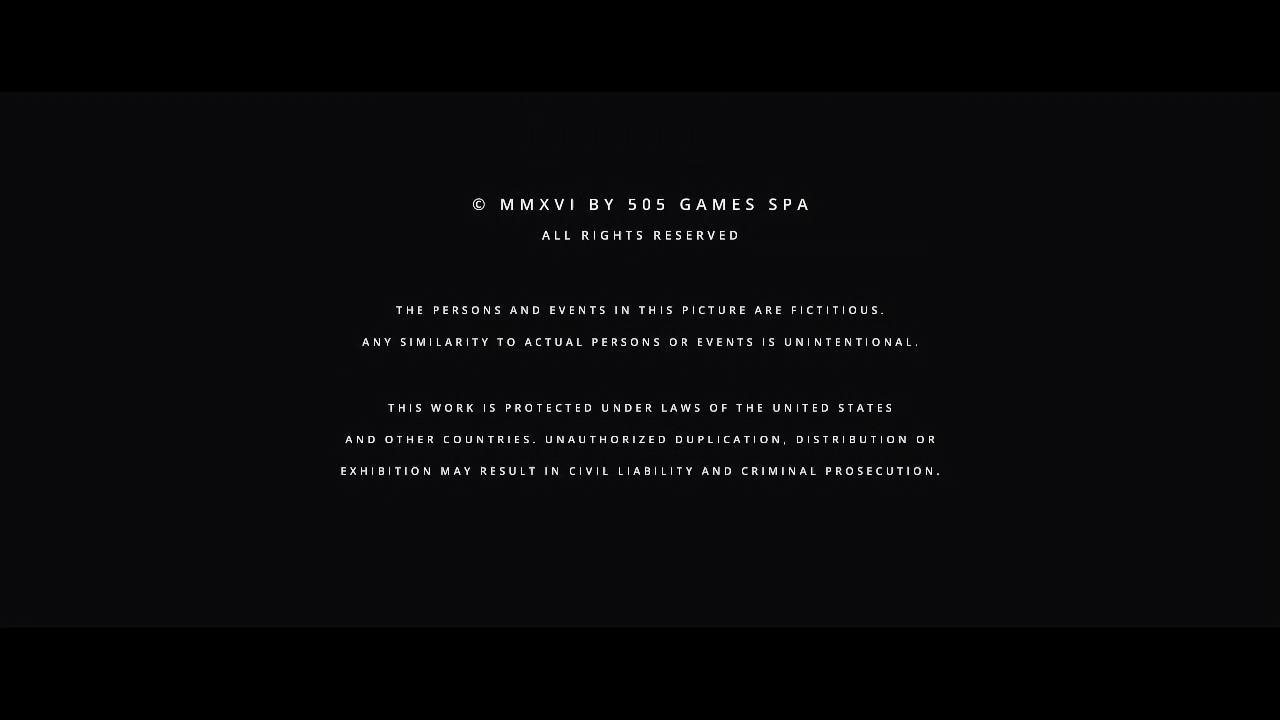 © MMXVI BY 505 GAMES SPA
ALL RIGHTS RESERVED
THE PERSONS AND EVENTS IN THIS PICTURE ARE FICTITIOUS.
ANY SIMILARITY TO ACTUAL PERSONS OR EVENTS IS UNINTENTIONAL.
THIS WORK IS PROTECTED UNDER LAWS OF THE UNITED STATES
AND OTHER COUNTRIES. UNAUTHORIZED DUPLICATION, DISTRIBUTION OR
EXHIBITION MAY RESULT IN CIVIL LIABILITY AND CRIMINAL PROSECUTION.